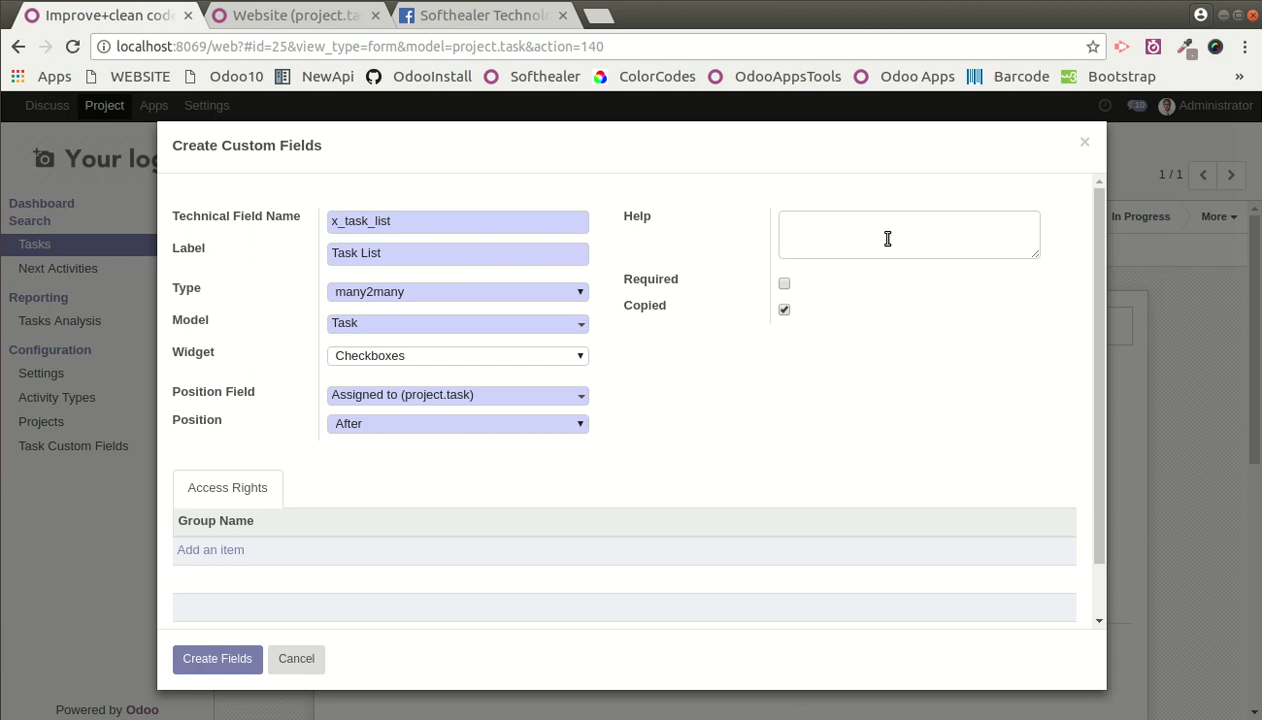 Improve+clean code
Website (project.ta
Softhealer Technolo
localhost:8069/web?#id=25&view_type=form&model=project.task&action=140
Apps WEBSITE Odoo10 NewApi OdooInstall Softhealer ColorCodes OdooAppsTools Odoo Apps Barcode Bootstrap »
Discuss Project Apps Settings 10 Administrator
Your log
1 / 1
Dashboard
Search
Tasks
Next Activities
Reporting
Tasks Analysis
Configuration
Settings
Activity Types
Projects
Task Custom Fields
Powered by Odoo
In Progress More
Create Custom Fields ×
Technical Field Name x_task_list
Label Task List
Type many2many
Model Task
Widget Checkboxes
Position Field Assigned to (project.task)
Position After
Help
Required
Copied
Access Rights
Group Name
Add an item
Create Fields Cancel